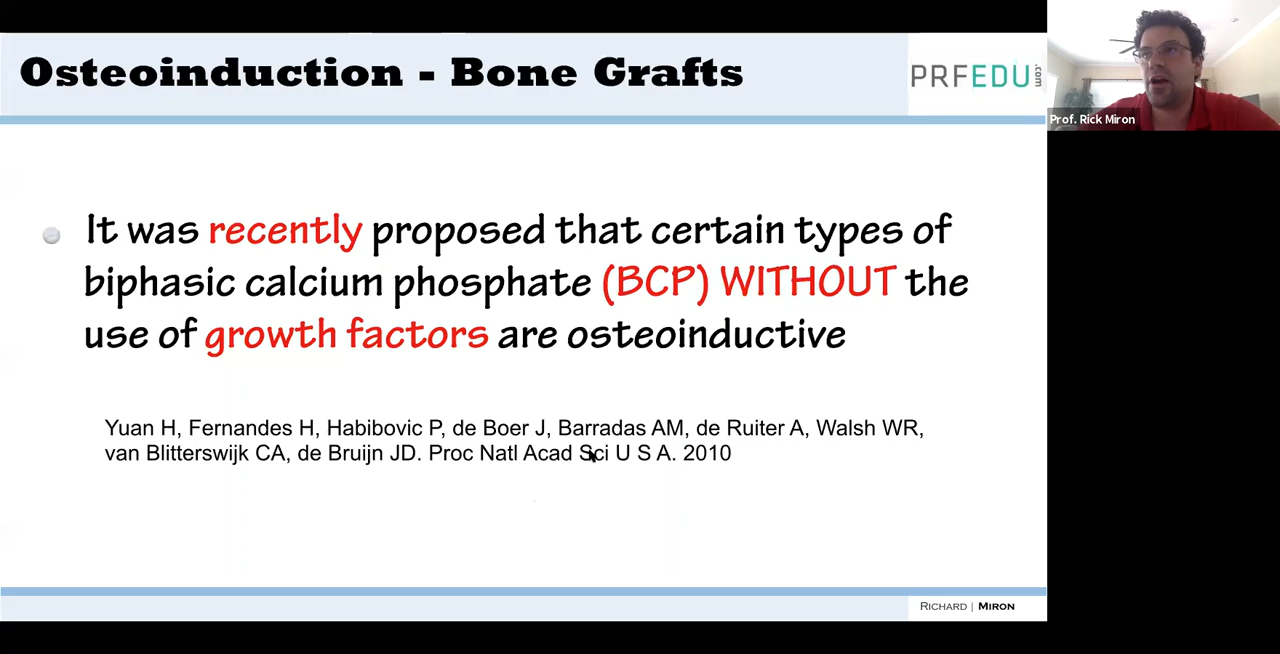 Osteoinduction - Bone Grafts
PRFEDU.com
Prof. Rick Miron
It was recently proposed that certain types of
biphasic calcium phosphate (BCP) WITHOUT the
use of growth factors are osteoinductive
Yuan H, Fernandes H, Habibovic P, de Boer J, Barradas AM, de Ruiter A, Walsh WR,
van Blitterswijk CA, de Bruijn JD. Proc Natl Acad Sci U S A. 2010
RICHARD | MIRON